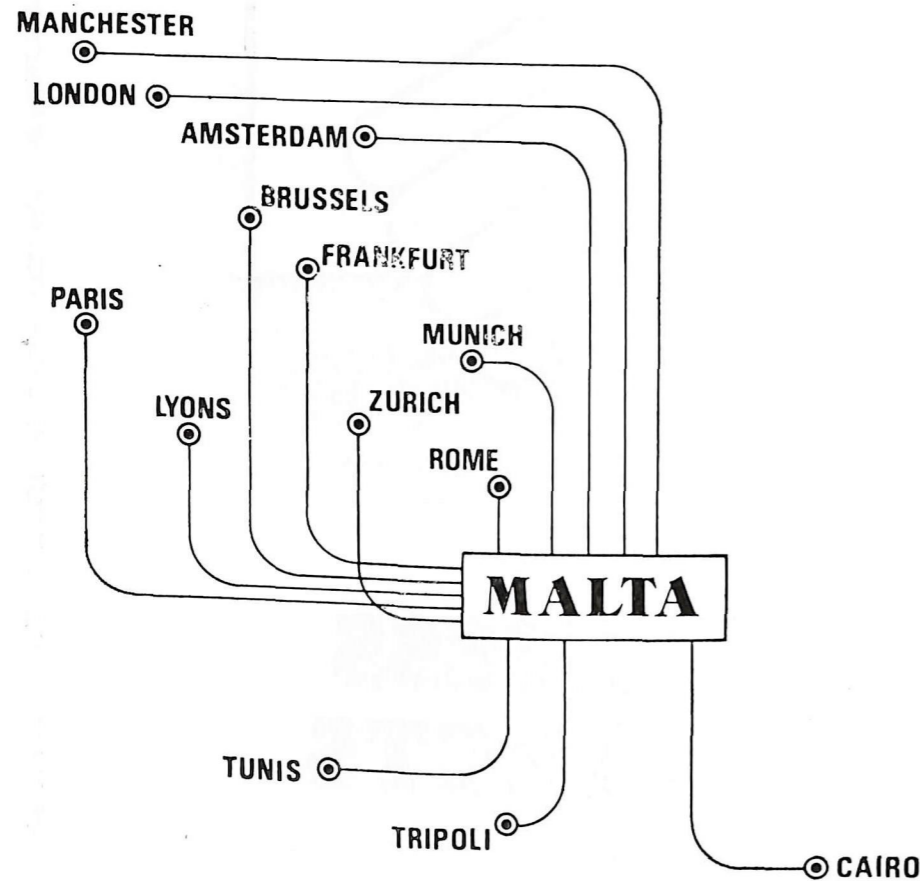 MANCHESTER
LONDON
AMSTERDAM
BRUSSELS
FRANKFURT
PARIS
MUNICH
LYONS
ZURICH
ROME
MALTA
TUNIS
TRIPOLI
CAIRO